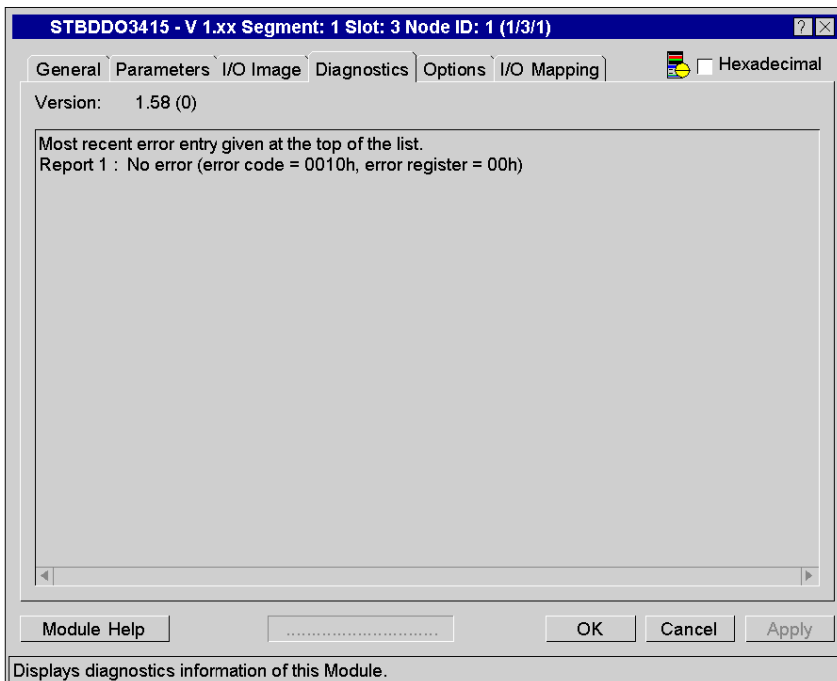 STBDDO3415 - V 1.xx Segment: 1 Slot: 3 Node ID: 1 (1/3/1)
General Parameters I/O Image Diagnostics Options I/O Mapping Hexadecimal
Version: 1.58 (0)
Most recent error entry given at the top of the list.
Report 1 : No error (error code = 0010h, error register = 00h)
Module Help ............................ OK Cancel Apply
Displays diagnostics information of this Module.